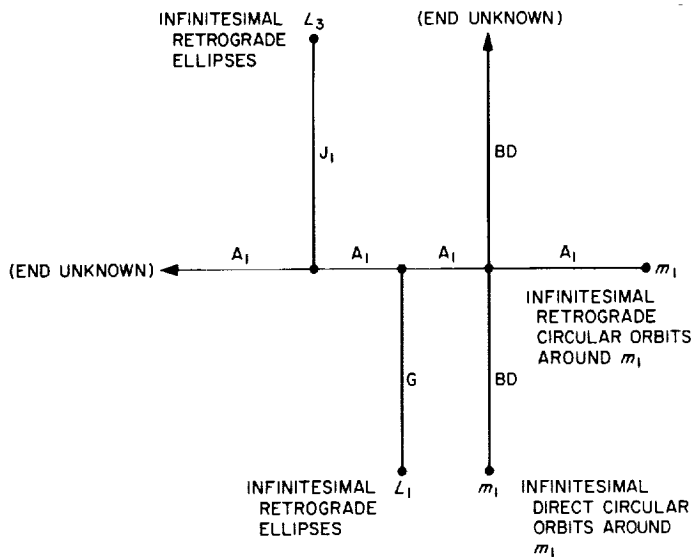 INFINITESIMAL L3
RETROGRADE
ELLIPSES
(END UNKNOWN)
J1
BD
A1 A1 A1 A1
(END UNKNOWN) m1
INFINITESIMAL
RETROGRADE
CIRCULAR ORBITS
AROUND m1
G
BD
INFINITESIMAL L1
RETROGRADE
ELLIPSES
m1 INFINITESIMAL
DIRECT CIRCULAR
ORBITS AROUND
m1